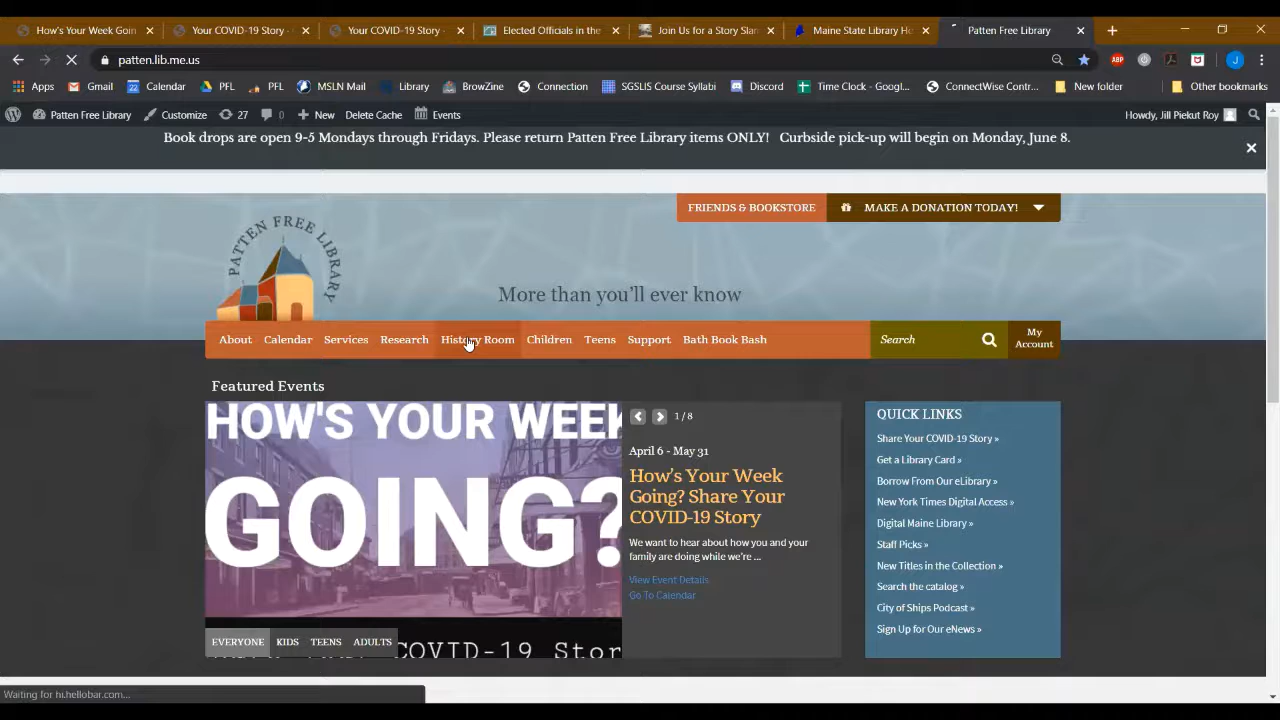 How's Your Week Goin
Your COVID-19 Story -
Your COVID-19 Story -
Elected Officials in the
Join Us for a Story Slam
Maine State Library Ho
Patten Free Library
patten.lib.me.us
ABP
J
Apps
Gmail
22 Calendar
PFL
PFL
MSLN Mail
Library
BrowZine
Connection
SGSLIS Course Syllabi
Discord
Time Clock - Googl...
ConnectWise Contr...
New folder
Other bookmarks
Patten Free Library
Customize
27
0
New
Delete Cache
Events
Howdy, Jill Piekut Roy
Book drops are open 9-5 Mondays through Fridays. Please return Patten Free Library items ONLY! Curbside pick-up will begin on Monday, June 8.
FRIENDS & BOOKSTORE
MAKE A DONATION TODAY!
PATTEN FREE LIBRARY
More than you'll ever know
About
Calendar
Services
Research
History Room
Children
Teens
Support
Bath Book Bash
Search
My
Account
Featured Events
HOW'S YOUR WEEK
GOING?
COVID-19 Stor
EVERYONE
KIDS
TEENS
ADULTS
1 / 8
April 6 - May 31
How's Your Week
Going? Share Your
COVID-19 Story
We want to hear about how you and your
family are doing while we're ...
View Event Details
Go To Calendar
QUICK LINKS
Share Your COVID-19 Story »
Get a Library Card »
Borrow From Our eLibrary »
New York Times Digital Access »
Digital Maine Library »
Staff Picks »
New Titles in the Collection »
Search the catalog »
City of Ships Podcast »
Sign Up for Our eNews »
Waiting for hi.hellobar.com...